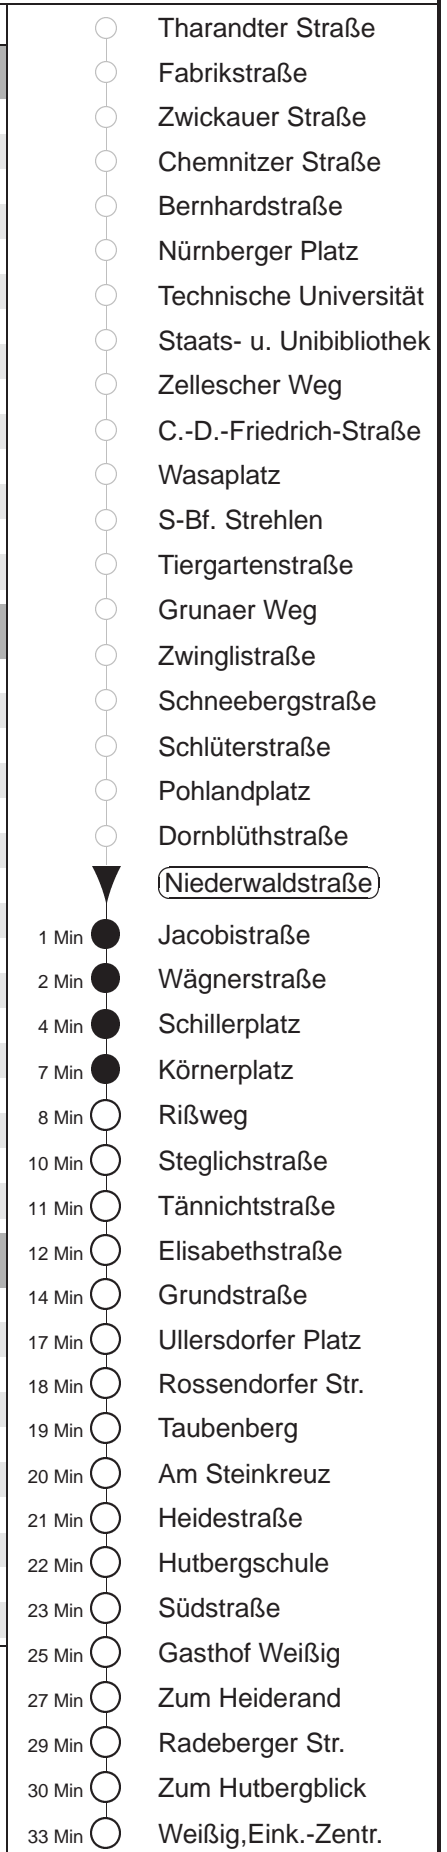 Tharandter Straße
Fabrikstraße
Zwickauer Straße
Chemnitzer Straße
Bernhardstraße
Nürnberger Platz
Technische Universität
Staats- u. Unibibliothek
Zellescher Weg
C.-D.-Friedrich-Straße
Wasaplatz
S-Bf. Strehlen
Tiergartenstraße
Grunaer Weg
Zwinglistraße
Schneebergstraße
Schlüterstraße
Pohlandplatz
Dornblüthstraße
Niederwaldstraße
1 Min Jacobistraße
2 Min Wägnerstraße
4 Min Schillerplatz
7 Min Körnerplatz
8 Min Rißweg
10 Min Steglichstraße
11 Min Tännichtstraße
12 Min Elisabethstraße
14 Min Grundstraße
17 Min Ullersdorfer Platz
18 Min Rossendorfer Str.
19 Min Taubenberg
20 Min Am Steinkreuz
21 Min Heidestraße
22 Min Hutbergschule
23 Min Südstraße
25 Min Gasthof Weißig
27 Min Zum Heiderand
29 Min Radeberger Str.
30 Min Zum Hutbergblick
33 Min Weißig,Eink.-Zentr.